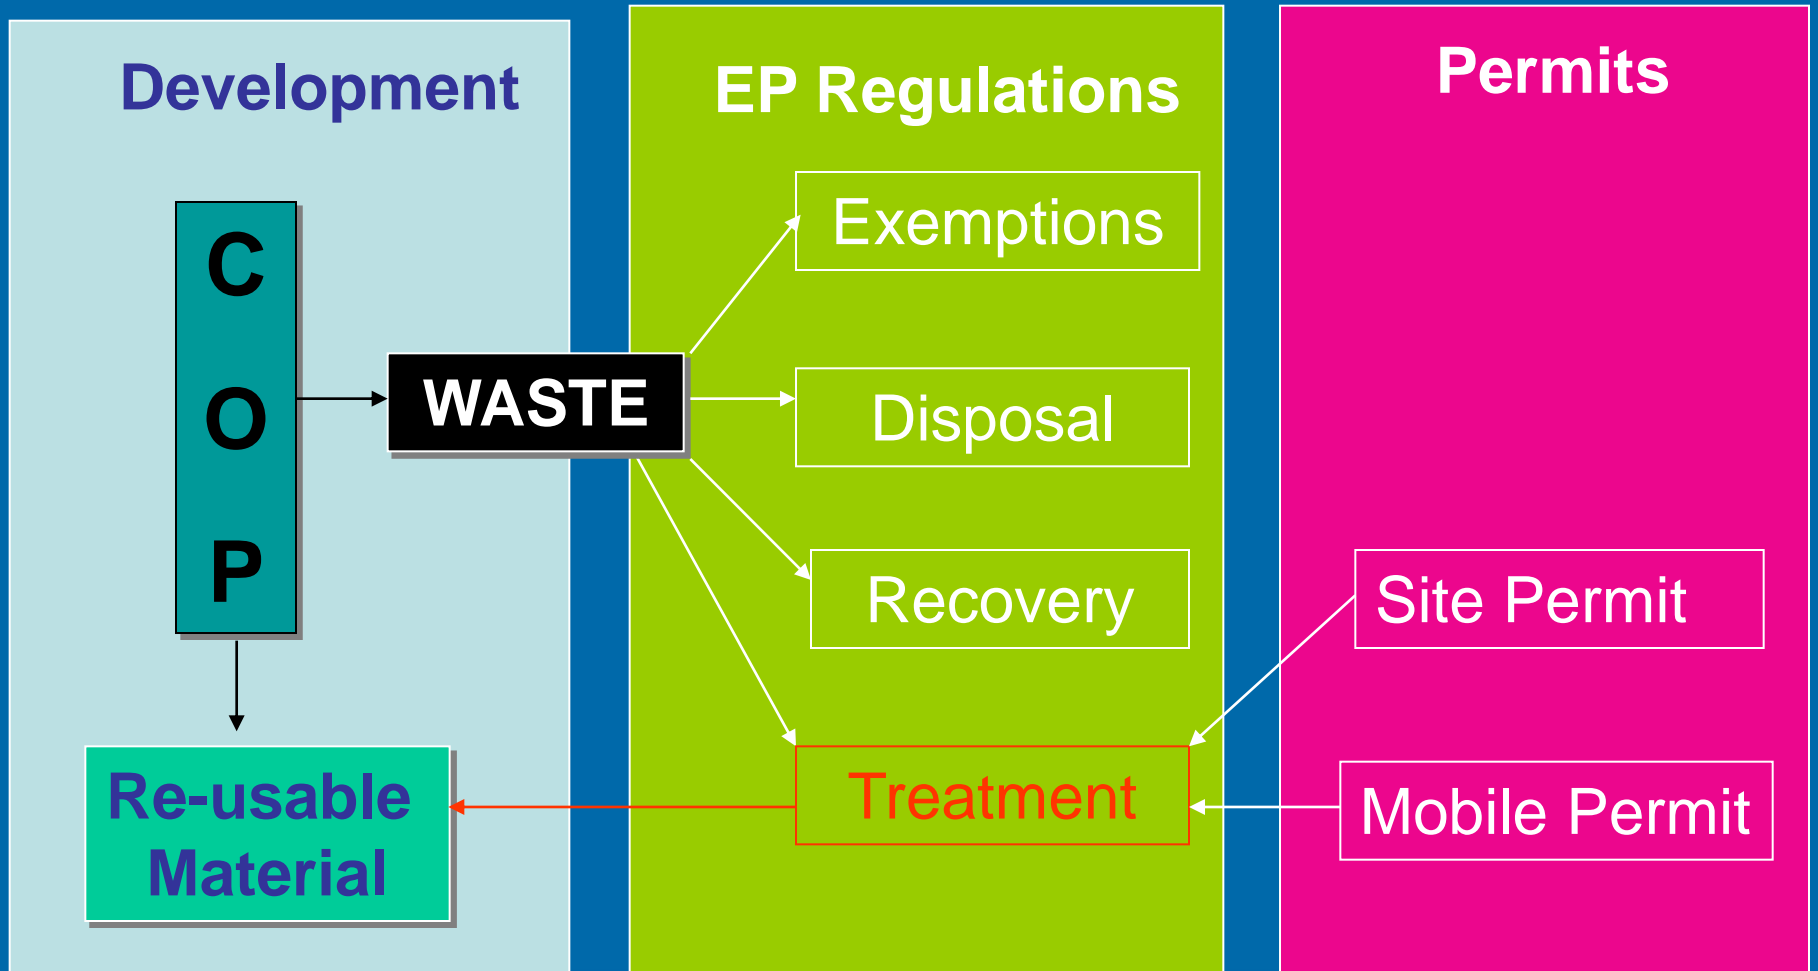 Development
C
O
P
WASTE
Re-usable
Material
EP Regulations
Exemptions
Disposal
Recovery
Treatment
Permits
Site Permit
Mobile Permit